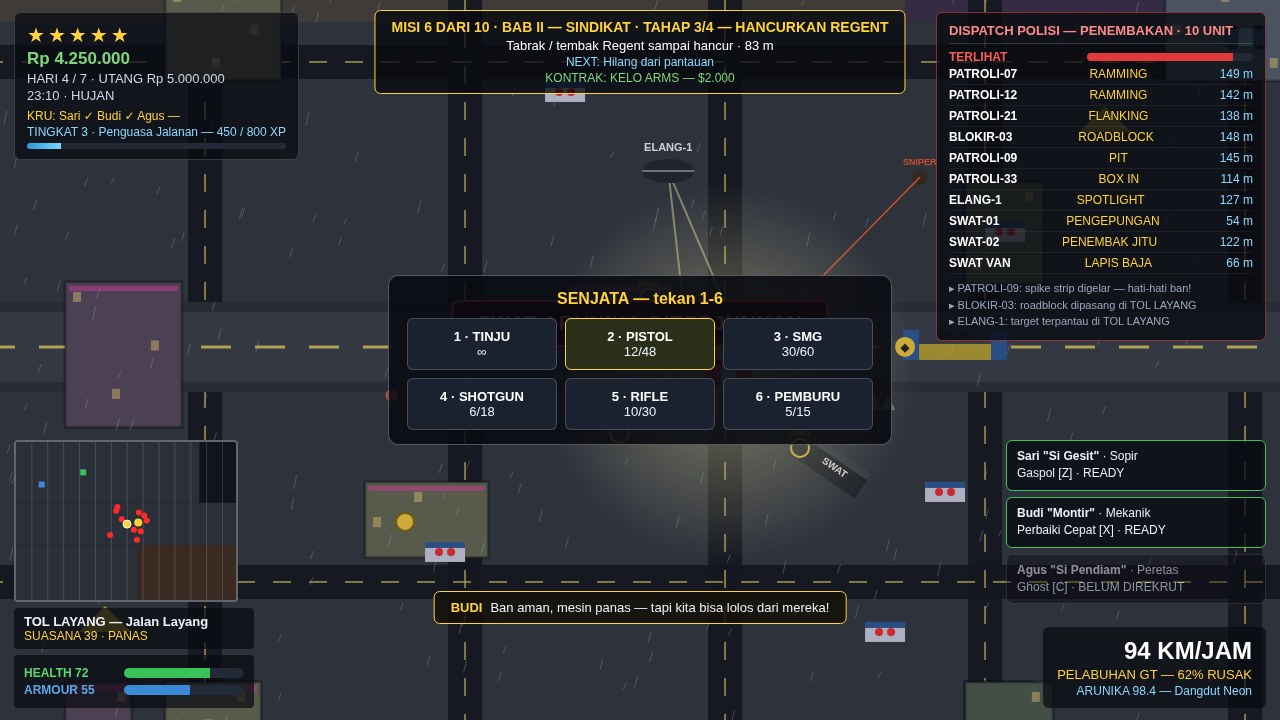 ★★★★★
Rp 4.250.000
HARI 4 / 7 · UTANG Rp 5.000.000
23:10 · HUJAN
KRU: Sari ✓ Budi ✓ Agus —
TINGKAT 3 · Penguasa Jalanan — 450 / 800 XP
MISI 6 DARI 10 · BAB II — SINDIKAT · TAHAP 3/4 — HANCURKAN REGENT
Tabrak / tembak Regent sampai hancur · 83 m
NEXT: Hilang dari pantauan
KONTRAK: KELO ARMS — $2.000
DISPATCH POLISI — PENEMBAKAN · 10 UNIT
TERLIHAT
PATROLI-07 RAMMING 149 m
PATROLI-12 RAMMING 142 m
PATROLI-21 FLANKING 138 m
BLOKIR-03 ROADBLOCK 148 m
PATROLI-09 PIT 145 m
PATROLI-33 BOX IN 114 m
ELANG-1 SPOTLIGHT 127 m
SWAT-01 PENGEPUNGAN 54 m
SWAT-02 PENEMBAK JITU 122 m
SWAT VAN LAPIS BAJA 66 m
▸ PATROLI-09: spike strip digelar — hati-hati ban!
▸ BLOKIR-03: roadblock dipasang di TOL LAYANG
▸ ELANG-1: target terpantau di TOL LAYANG
ELANG-1
SNIPER
SENJATA — tekan 1-6
1 · TINJU
∞
2 · PISTOL
12/48
3 · SMG
30/60
4 · SHOTGUN
6/18
5 · RIFLE
10/30
6 · PEMBURU
5/15
SWAT
Sari "Si Gesit" · Sopir
Gaspol [Z] · READY
Budi "Montir" · Mekanik
Perbaiki Cepat [X] · READY
Agus "Si Pendiam" · Peretas
Ghost [C] · BELUM DIREKRUT
BUDI Ban aman, mesin panas — tapi kita bisa lolos dari mereka!
TOL LAYANG — Jalan Layang
SUASANA 39 · PANAS
HEALTH 72
ARMOUR 55
94 KM/JAM
PELABUHAN GT — 62% RUSAK
ARUNIKA 98.4 — Dangdut Neon